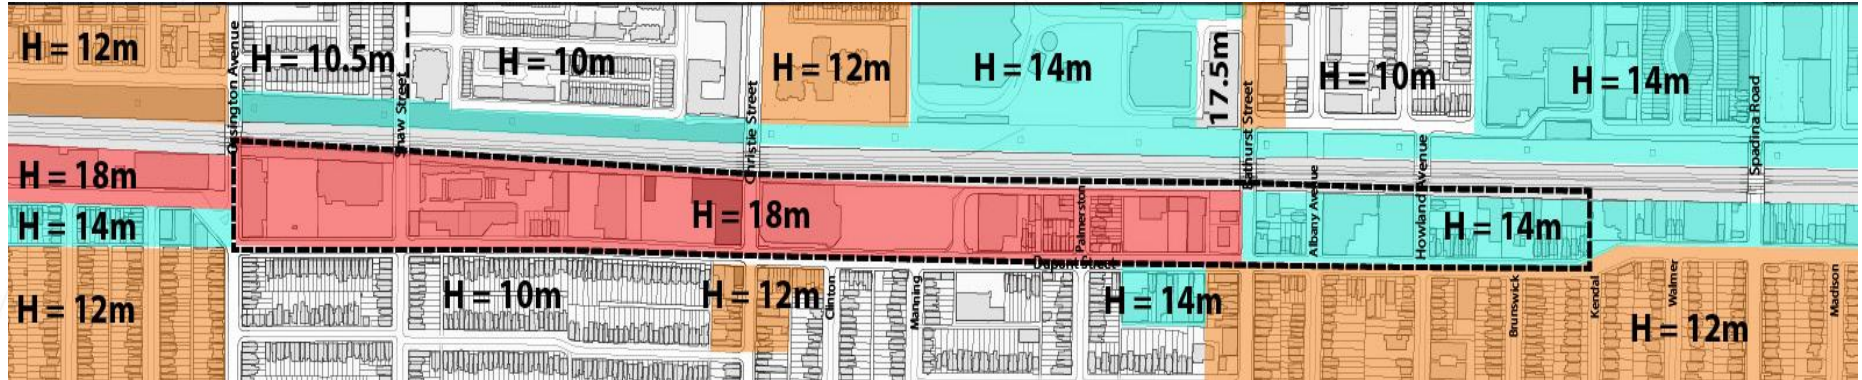 H = 12m
Ossington Avenue
H = 10.5m
Shaw Street
H = 10m
Christie Street
H = 12m
H = 14m
17.5m
Bathurst Street
H = 10m
H = 14m
Spadina Road
H = 18m
H = 14m
H = 18m
Palmerston
Albany Avenue
Howland Avenue
H = 14m
Dupont Street
H = 12m
H = 10m
H = 12m
Clinton
Manning
H = 14m
Brunswick
Kendal
Walmer
H = 12m
Madison